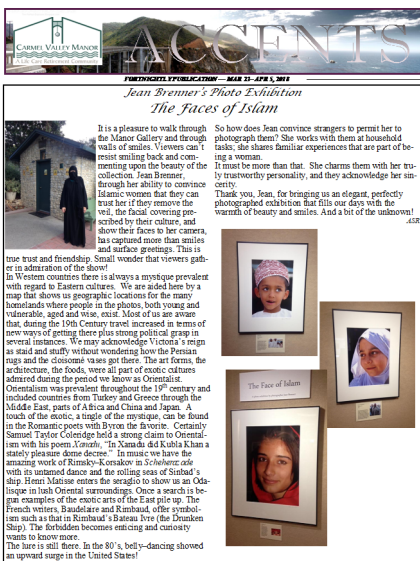 CARMEL VALLEY MANOR
A Life Care Retirement Community
ACCENTS
FORTNIGHTLY PUBLICATION — MAR 23– APR 5, 2018
Jean Brenner's Photo Exhibition
The Faces of Islam
It is a pleasure to walk through
the Manor Gallery and through
walls of smiles. Viewers can't
resist smiling back and com-
menting upon the beauty of the
collection. Jean Brenner,
through her ability to convince
Islamic women that they can
trust her if they remove the
veil, the facial covering pre-
scribed by their culture, and
show their faces to her camera,
has captured more than smiles
and surface greetings. This is
true trust and friendship. Small wonder that viewers gath-
er in admiration of the show!
In Western countries there is always a mystique prevalent
with regard to Eastern cultures.  We are aided here by a
map that shows us geographic locations for the many
homelands where people in the photos, both young and
vulnerable, aged and wise, exist. Most of us are aware
that, during the 19th Century travel increased in terms of
new ways of getting there plus strong political grasp in
several instances. We may acknowledge Victoria's reign
as staid and stuffy without wondering how the Persian
rugs and the cloisonné vases got there. The art forms, the
architecture, the foods, were all part of exotic cultures
admired during the period we know as Orientalist.
Orientalism was prevalent throughout the 19th century and
included countries from Turkey and Greece through the
Middle East, parts of Africa and China and Japan.  A
touch of the exotic, a tingle of the mystique, can be found
in the Romantic poets with Byron the favorite.  Certainly
Samuel Taylor Coleridge held a strong claim to Oriental-
ism with his poem Xanadu, "In Xanadu did Kubla Khan a
stately pleasure dome decree."  In music we have the
amazing work of Rimsky-Korsakov in Scheherazade
with its untamed dance and the rolling seas of Sinbad's
ship. Henri Matisse enters the seraglio to show us an Oda-
lisque in lush Oriental surroundings. Once a search is be-
gun examples of the exotic arts of the East pile up. The
French writers, Baudelaire and Rimbaud, offer symbol-
ism such as that in Rimbaud's Bateau Ivre (the Drunken
Ship). The forbidden becomes enticing and curiosity
wants to know more.
The lure is still there. In the 80's, belly-dancing showed
an upward surge in the United States!
So how does Jean convince strangers to permit her to
photograph them? She works with them at household
tasks; she shares familiar experiences that are part of be-
ing a woman.
It must be more than that.  She charms them with her tru-
ly trustworthy personality, and they acknowledge her sin-
cerity.
Thank you, Jean, for bringing us an elegant, perfectly
photographed exhibition that fills our days with the
warmth of beauty and smiles. And a bit of the unknown!
ASR
The Face of Islam